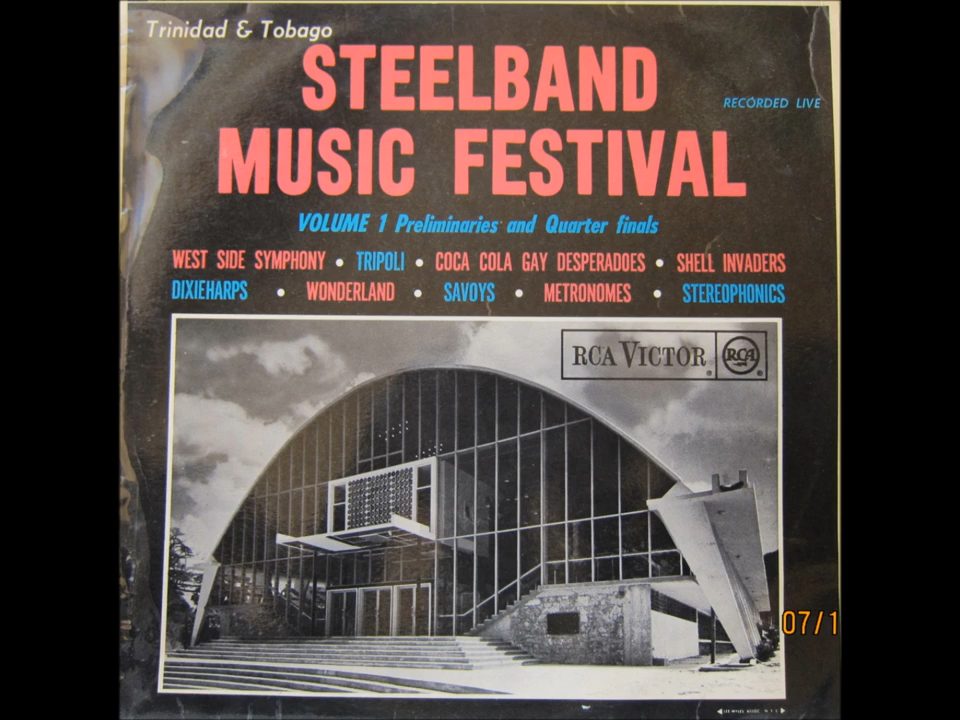 Trinidad & Tobago
STEELBAND
RECORDED LIVE
MUSIC FESTIVAL
VOLUME 1 Preliminaries and Quarter finals
WEST SIDE SYMPHONY • TRIPOLI • COCA COLA GAY DESPERADOES • SHELL INVADERS
DIXIEHARPS • WONDERLAND • SAVOYS • METRONOMES • STEREOPHONICS
RCA VICTOR RCA
07/1